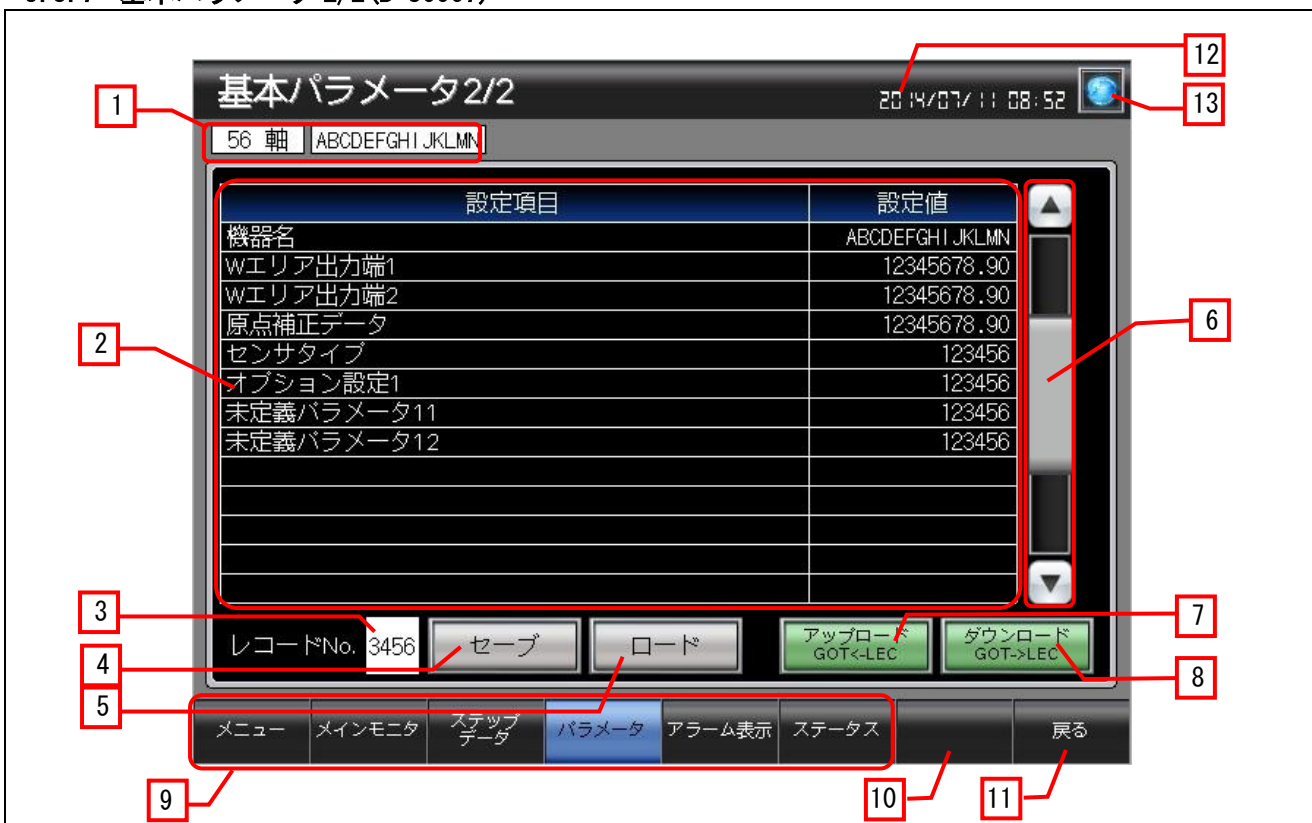 基本パラメータ2/2
2014/07/11 08:52
12
13
1
56 軸 ABCDEFGHIJKLMN
設定項目 設定値
機器名 ABCDEFGHIJKLMN
Wエリア出力端1 12345678.90
Wエリア出力端2 12345678.90
原点補正データ 12345678.90
センサタイプ 123456
オプション設定1 123456
未定義パラメータ11 123456
未定義パラメータ12 123456
2
6
3
4
5
レコードNo. 3456 セーブ ロード
アップロード
GOT<-LEC
ダウンロード
GOT->LEC
7
8
メニュー メインモニタ ステップ
データ
パラメータ アラーム表示 ステータス 戻る
9
10
11